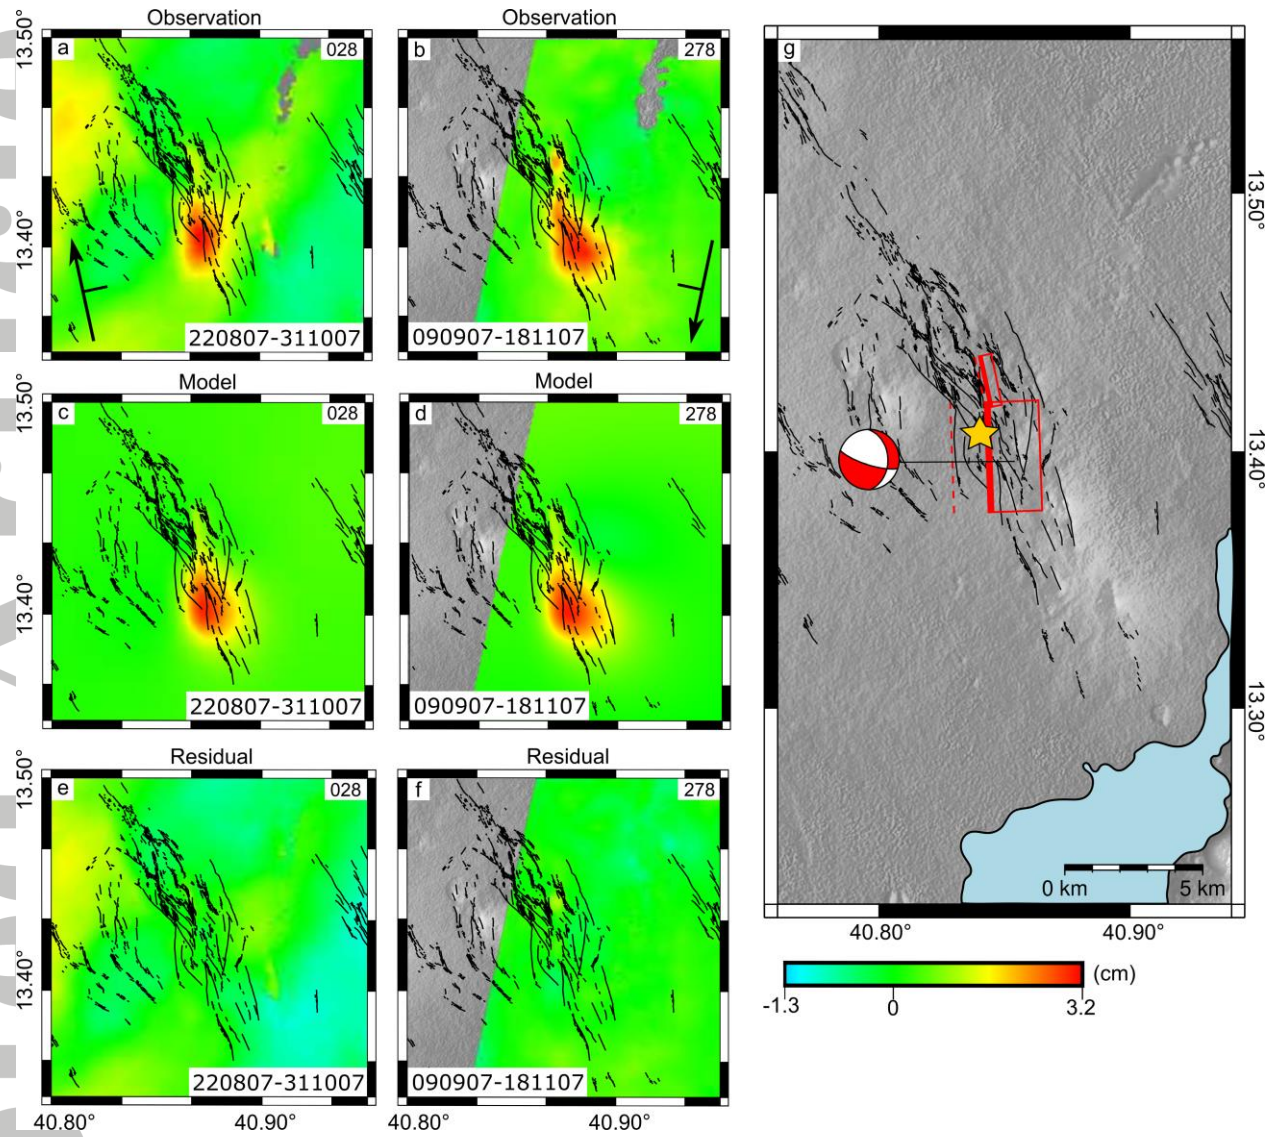 Observation
Observation
a
028
b
278
13.50°
13.40°
220807-311007
090907-181107
Model
Model
c
028
d
278
13.50°
13.40°
220807-311007
090907-181107
Residual
Residual
e
028
f
278
13.50°
13.40°
220807-311007
090907-181107
40.80°
40.90°
40.80°
40.90°
g
13.50°
13.40°
13.30°
0 km
5 km
40.80°
40.90°
(cm)
-1.3
0
3.2